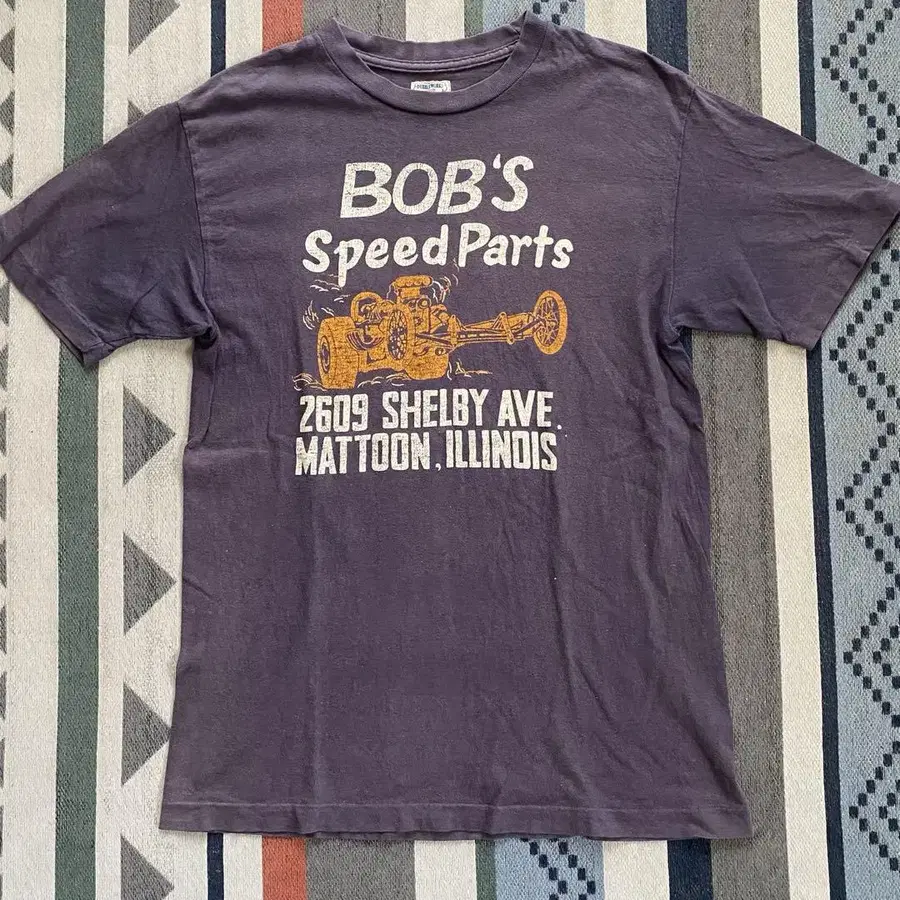 BOB'S
Speed Parts
2609 SHELBY AVE.
MATTOON, ILLINOIS